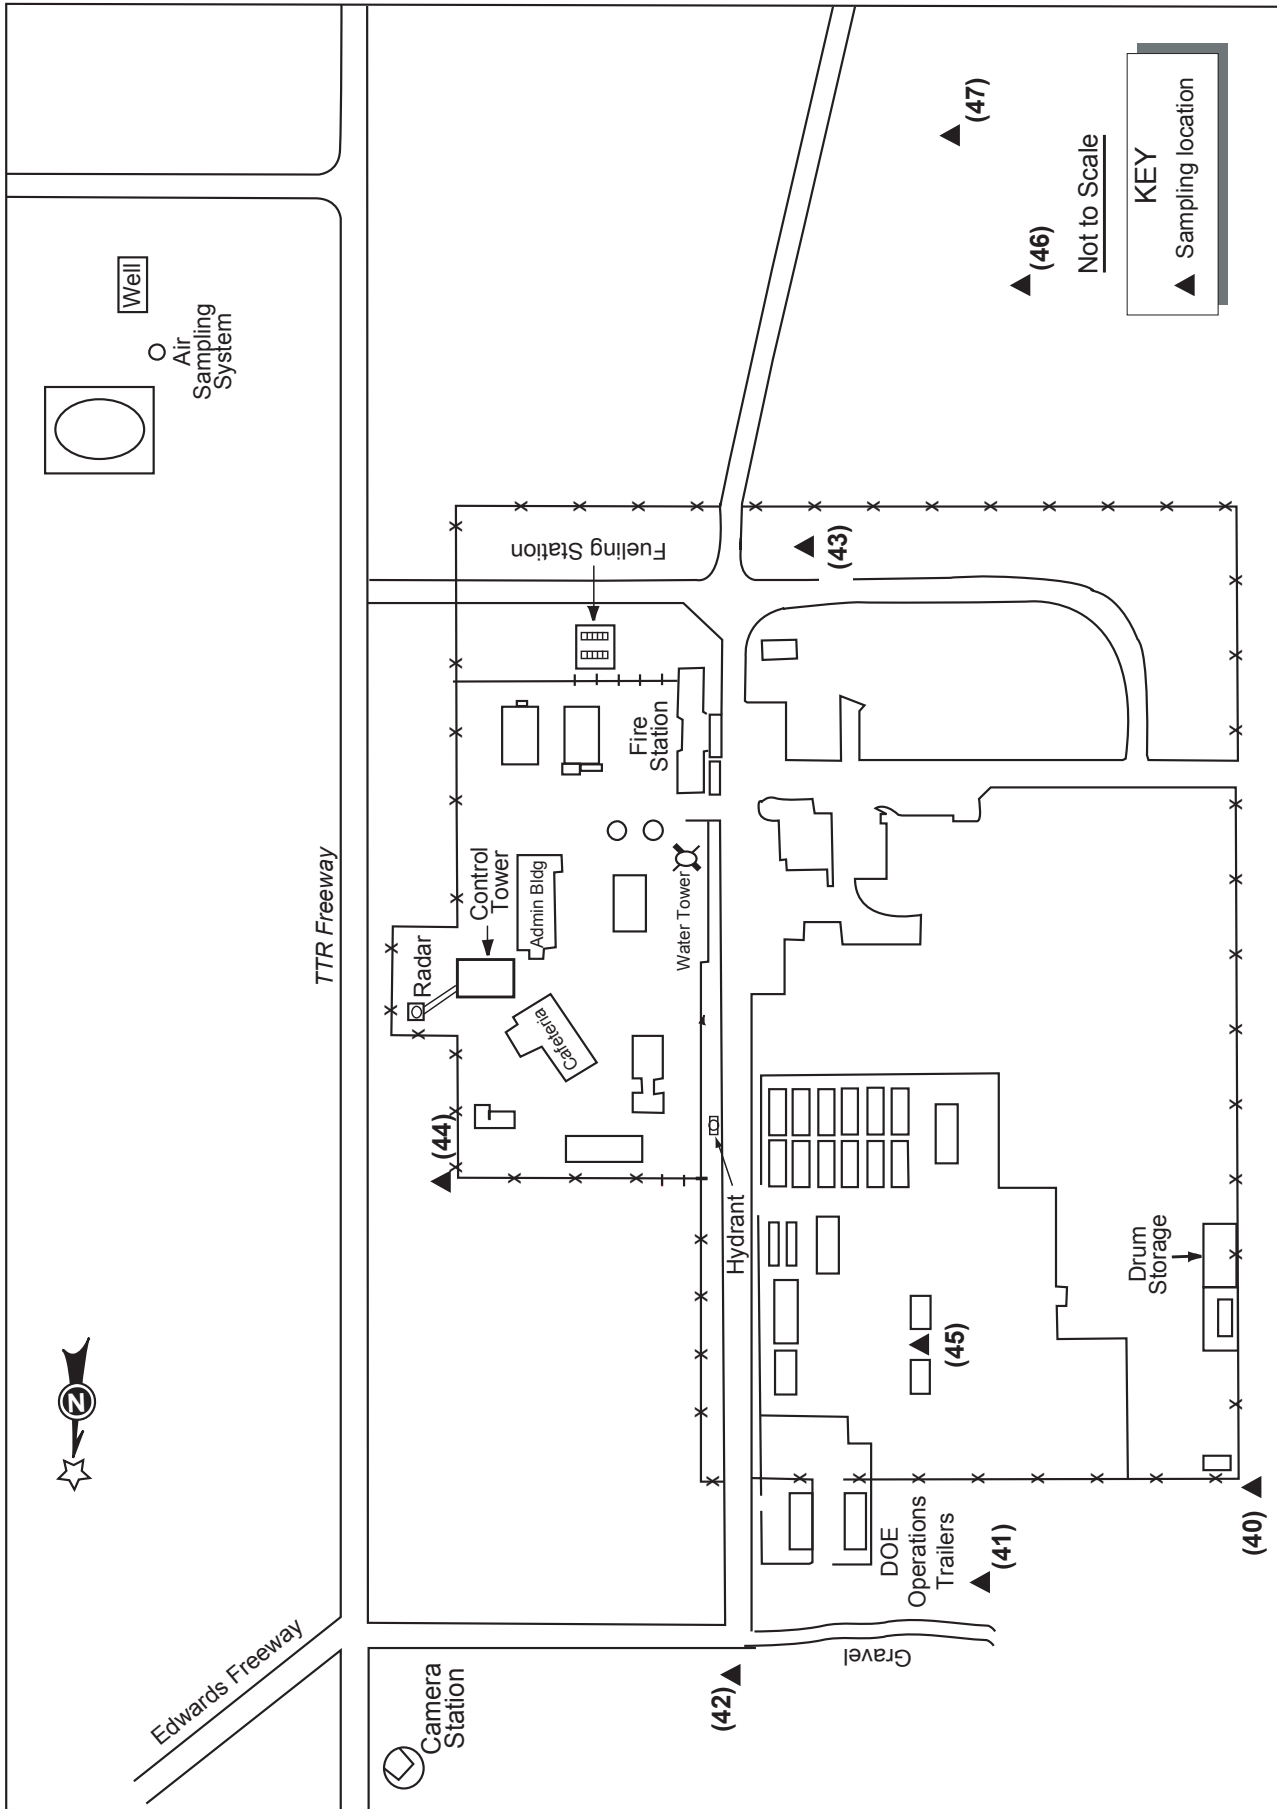 TTR Freeway
Edwards Freeway
Well
Air
Sampling
System
(47)
(46)
Not to Scale
KEY
▲ Sampling location
Fueling Station
(43)
Fire
Station
Control
Tower
Admin Bldg
Radar
Water Tower
Cafeteria
(44)
Hydrant
Drum
Storage
(45)
N
DOE
Operations
Trailers
(41)
(40)
Gravel
(42)
Camera
Station